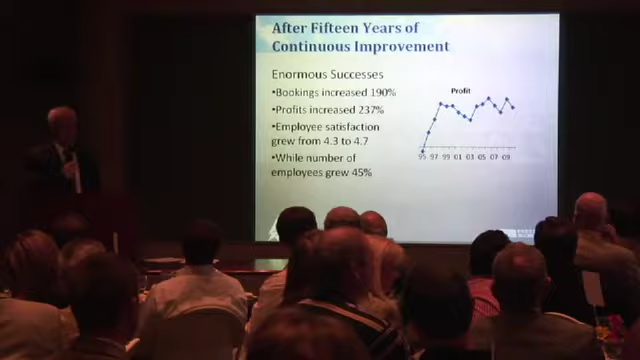 After Fifteen Years of
Continuous Improvement
Enormous Successes
•Bookings increased 190%
•Profits increased 237%
•Employee satisfaction
grew from 4.3 to 4.7
•While number of
employees grew 45%
Profit
95 97 99 01 03 05 07 09